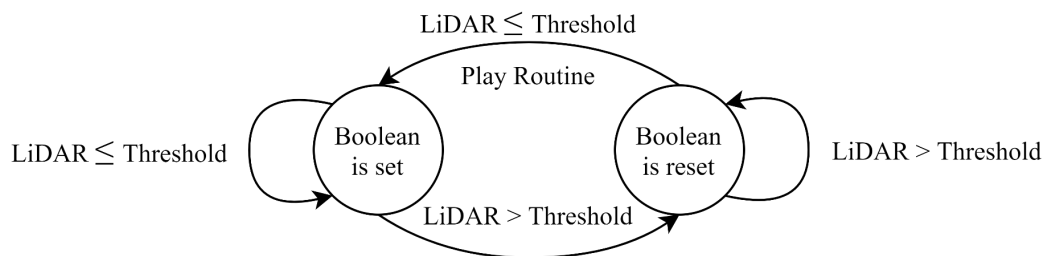 LiDAR ≤ Threshold
Play Routine
Boolean
is set
Boolean
is reset
LiDAR ≤ Threshold
LiDAR > Threshold
LiDAR > Threshold